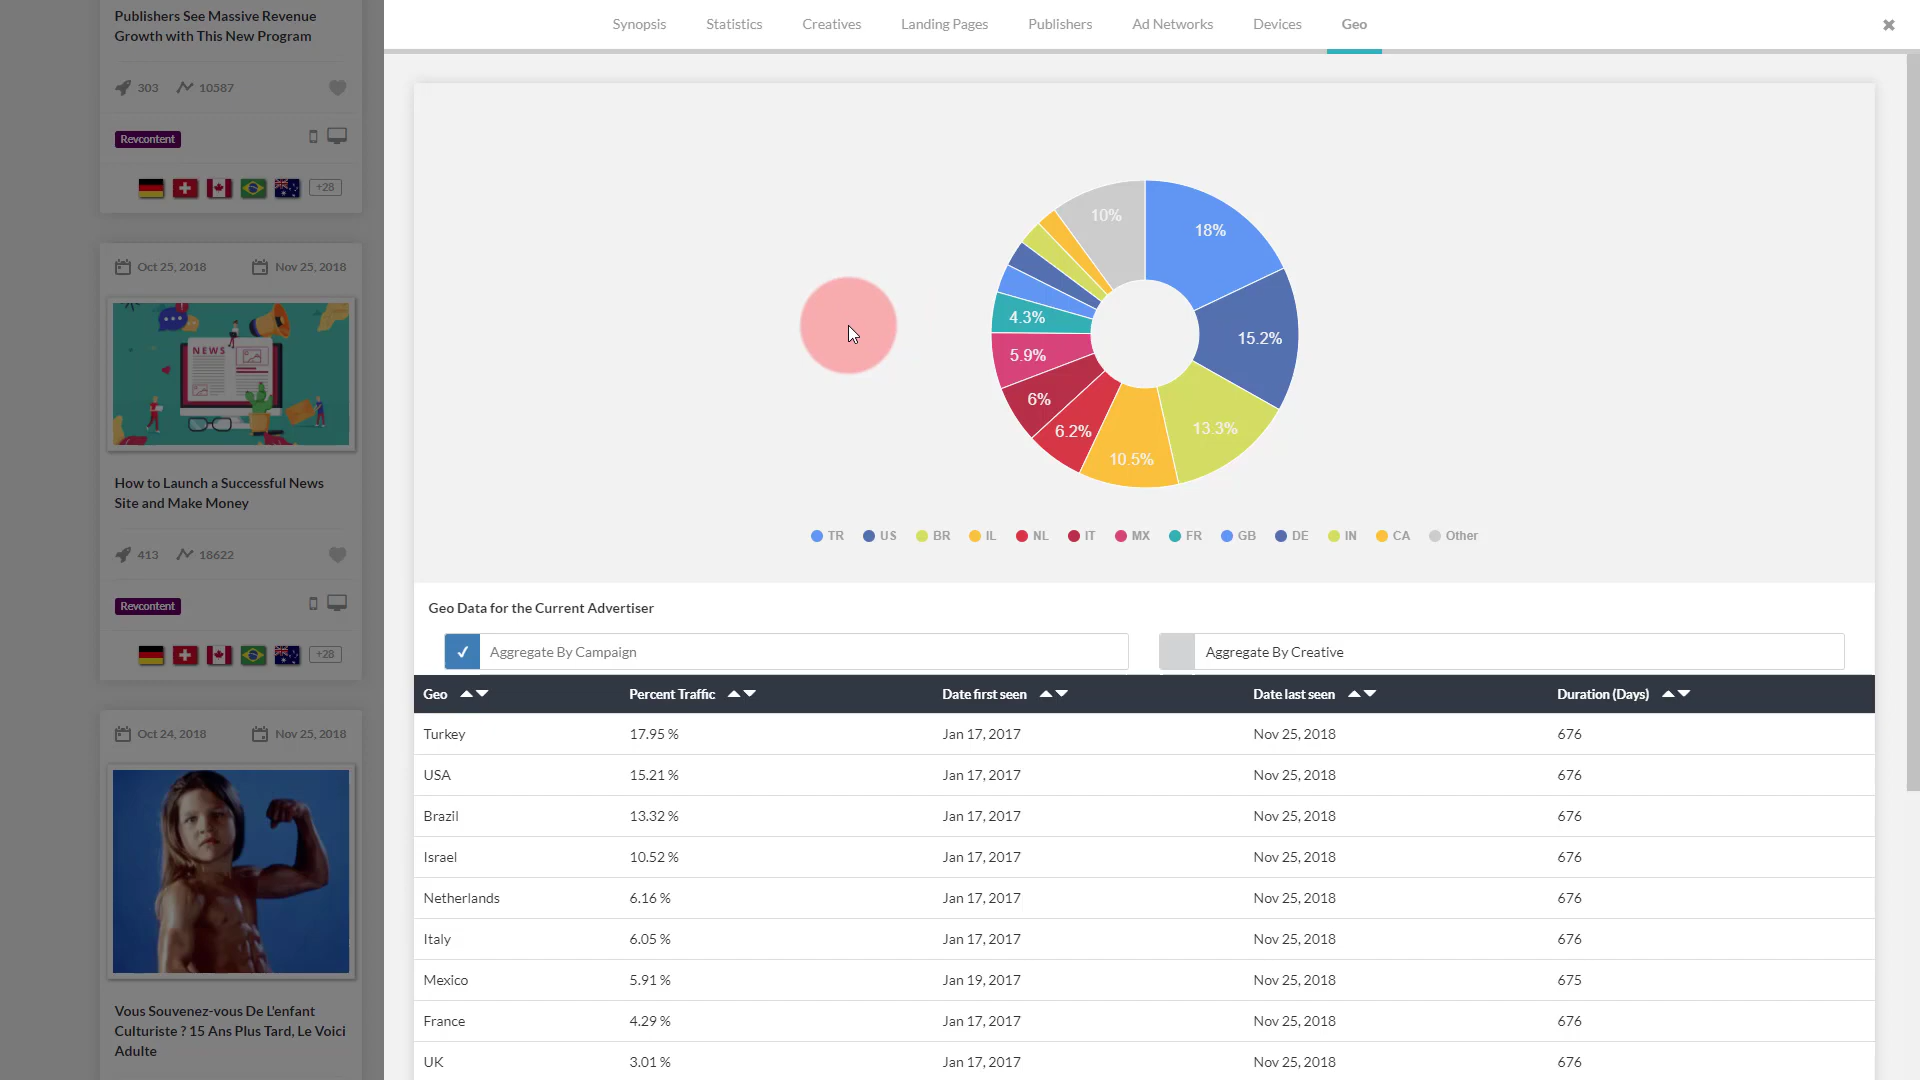 Publishers See Massive Revenue
Growth with This New Program
303 10587
Revcontent
+28
Oct 25, 2018 Nov 25, 2018
NEWS
How to Launch a Successful News
Site and Make Money
413 18622
Revcontent
+28
Oct 24, 2018 Nov 25, 2018
Vous Souvenez-vous De L'enfant
Culturiste ? 15 Ans Plus Tard, Le Voici
Adulte
Synopsis Statistics Creatives Landing Pages Publishers Ad Networks Devices Geo
10%
18%
4.3%
15.2%
5.9%
6%
13.3%
6.2%
10.5%
TR US BR IL NL IT MX FR GB DE IN CA Other
Geo Data for the Current Advertiser
Aggregate By Campaign Aggregate By Creative
Geo Percent Traffic Date first seen Date last seen Duration (Days)
Turkey 17.95 % Jan 17, 2017 Nov 25, 2018 676
USA 15.21 % Jan 17, 2017 Nov 25, 2018 676
Brazil 13.32 % Jan 17, 2017 Nov 25, 2018 676
Israel 10.52 % Jan 17, 2017 Nov 25, 2018 676
Netherlands 6.16 % Jan 17, 2017 Nov 25, 2018 676
Italy 6.05 % Jan 17, 2017 Nov 25, 2018 676
Mexico 5.91 % Jan 19, 2017 Nov 25, 2018 675
France 4.29 % Jan 17, 2017 Nov 25, 2018 676
UK 3.01 % Jan 17, 2017 Nov 25, 2018 676